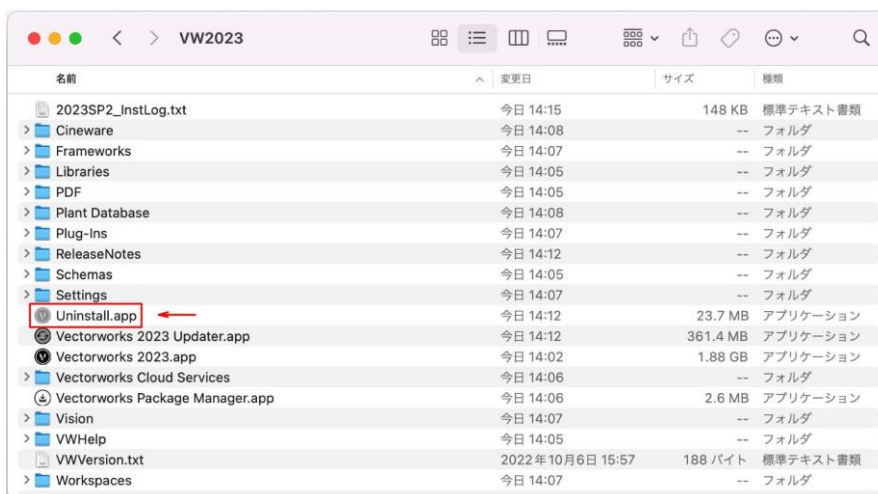 VW2023
名前 変更日 サイズ 種類
2023SP2_InstLog.txt 今日 14:15 148 KB 標準テキスト書類
Cineware 今日 14:08 -- フォルダ
Frameworks 今日 14:07 -- フォルダ
Libraries 今日 14:05 -- フォルダ
PDF 今日 14:05 -- フォルダ
Plant Database 今日 14:08 -- フォルダ
Plug-Ins 今日 14:07 -- フォルダ
ReleaseNotes 今日 14:12 -- フォルダ
Schemas 今日 14:05 -- フォルダ
Settings 今日 14:07 -- フォルダ
Uninstall.app 今日 14:12 23.7 MB アプリケーション
Vectorworks 2023 Updater.app 今日 14:12 361.4 MB アプリケーション
Vectorworks 2023.app 今日 14:02 1.88 GB アプリケーション
Vectorworks Cloud Services 今日 14:06 -- フォルダ
Vectorworks Package Manager.app 今日 14:06 2.6 MB アプリケーション
Vision 今日 14:07 -- フォルダ
VWHelp 今日 14:05 -- フォルダ
VWVersion.txt 2022年10月6日 15:57 188 バイト 標準テキスト書類
Workspaces 今日 14:07 -- フォルダ